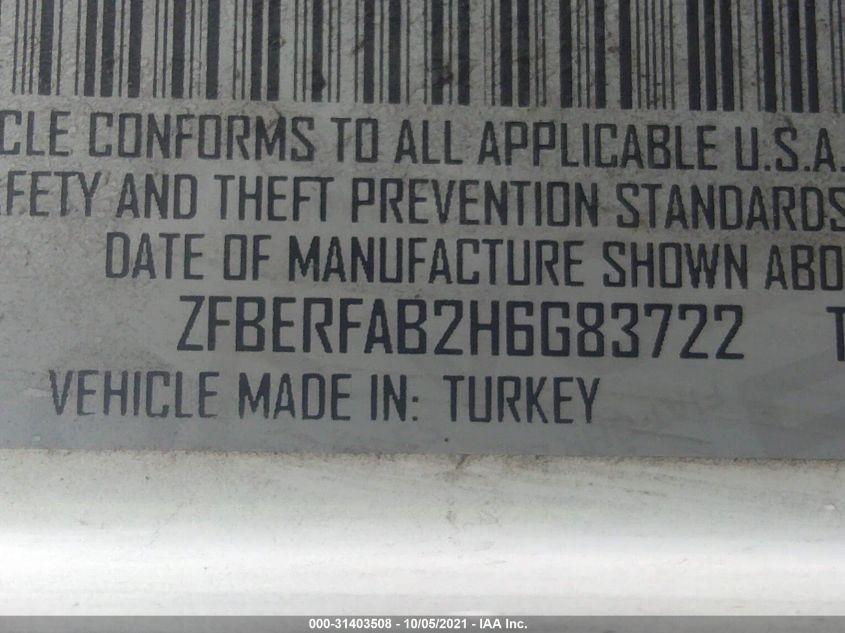 CLE CONFORMS TO ALL APPLICABLE U.S.A.
FETY AND THEFT PREVENTION STANDARDS
DATE OF MANUFACTURE SHOWN ABO
ZFBERFAB2H6G83722 T
VEHICLE MADE IN: TURKEY
000-31403508 - 10/05/2021 - IAA Inc.